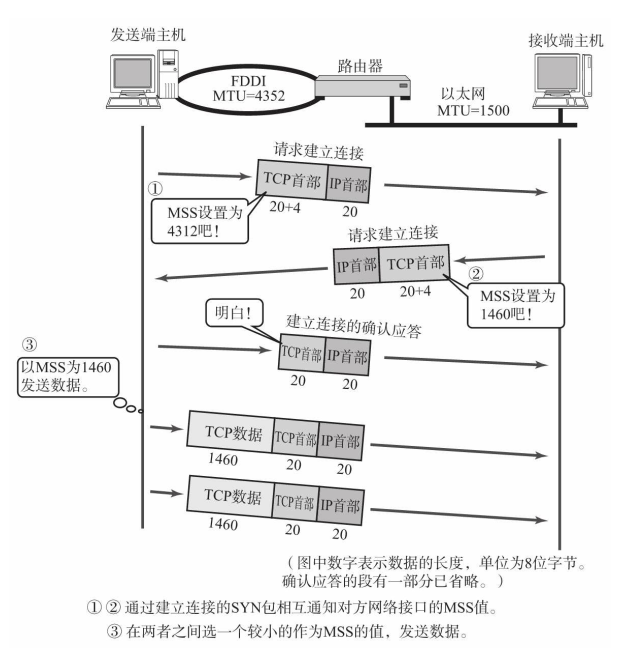 发送端主机
接收端主机
路由器
FDDI
MTU=4352
以太网
MTU=1500
请求建立连接
TCP首部 IP首部
20+4 20
①
MSS设置为
4312吧！
请求建立连接
IP首部 TCP首部
20 20+4
②
MSS设置为
1460吧！
明白！
建立连接的确认应答
TCP首部 IP首部
20 20
③
以MSS为1460
发送数据。
TCP数据 TCP首部 IP首部
1460 20 20
TCP数据 TCP首部 IP首部
1460 20 20
（图中数字表示数据的长度，单位为8位字节。
确认应答的段有一部分已省略。）
①②通过建立连接的SYN包相互通知对方网络接口的MSS值。
③在两者之间选一个较小的作为MSS的值，发送数据。